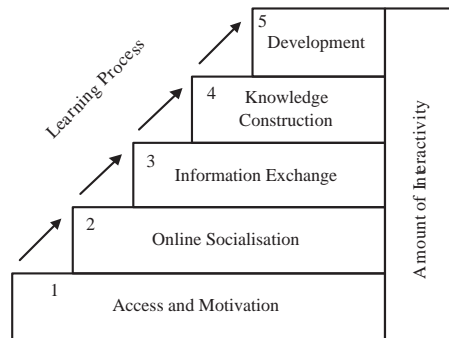 5
Development
Learning Process
4
Knowledge
Construction
3
Information Exchange
2
Online Socialisation
1
Access and Motivation
Amount of Interactivity